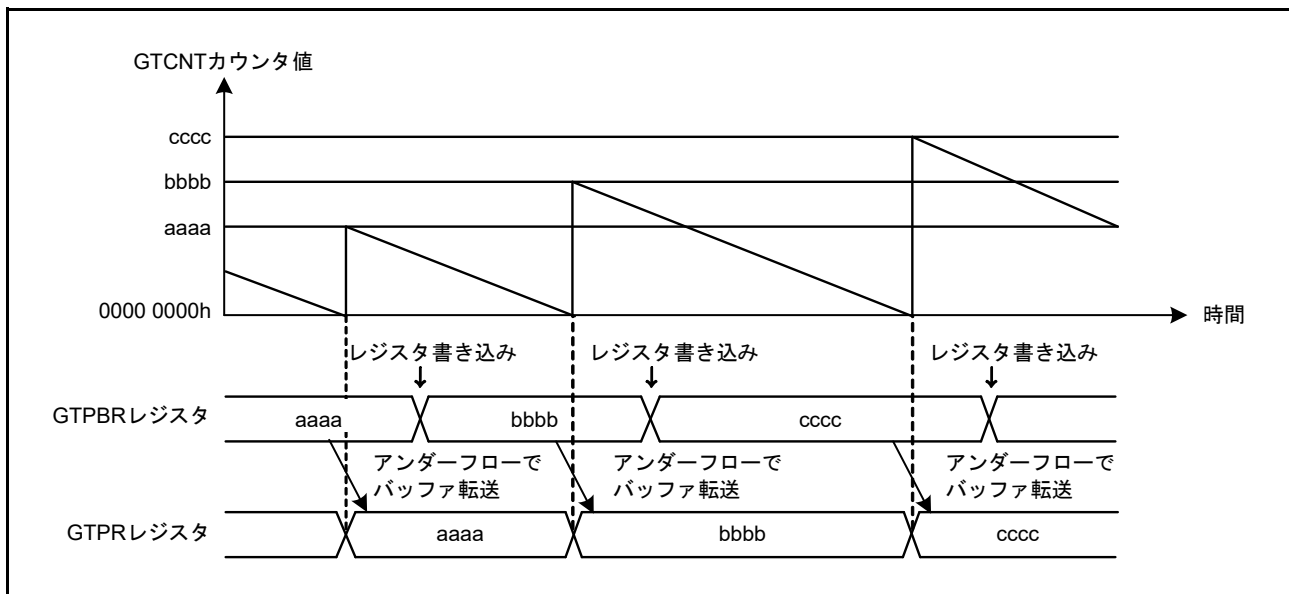 GTCNTカウンタ値
cccc
bbbb
aaaa
0000 0000h
時間
レジスタ書き込み レジスタ書き込み レジスタ書き込み
GTPBRレジスタ aaaa bbbb cccc
アンダーフローで アンダーフローで アンダーフローで
バッファ転送 バッファ転送 バッファ転送
GTPRレジスタ aaaa bbbb cccc